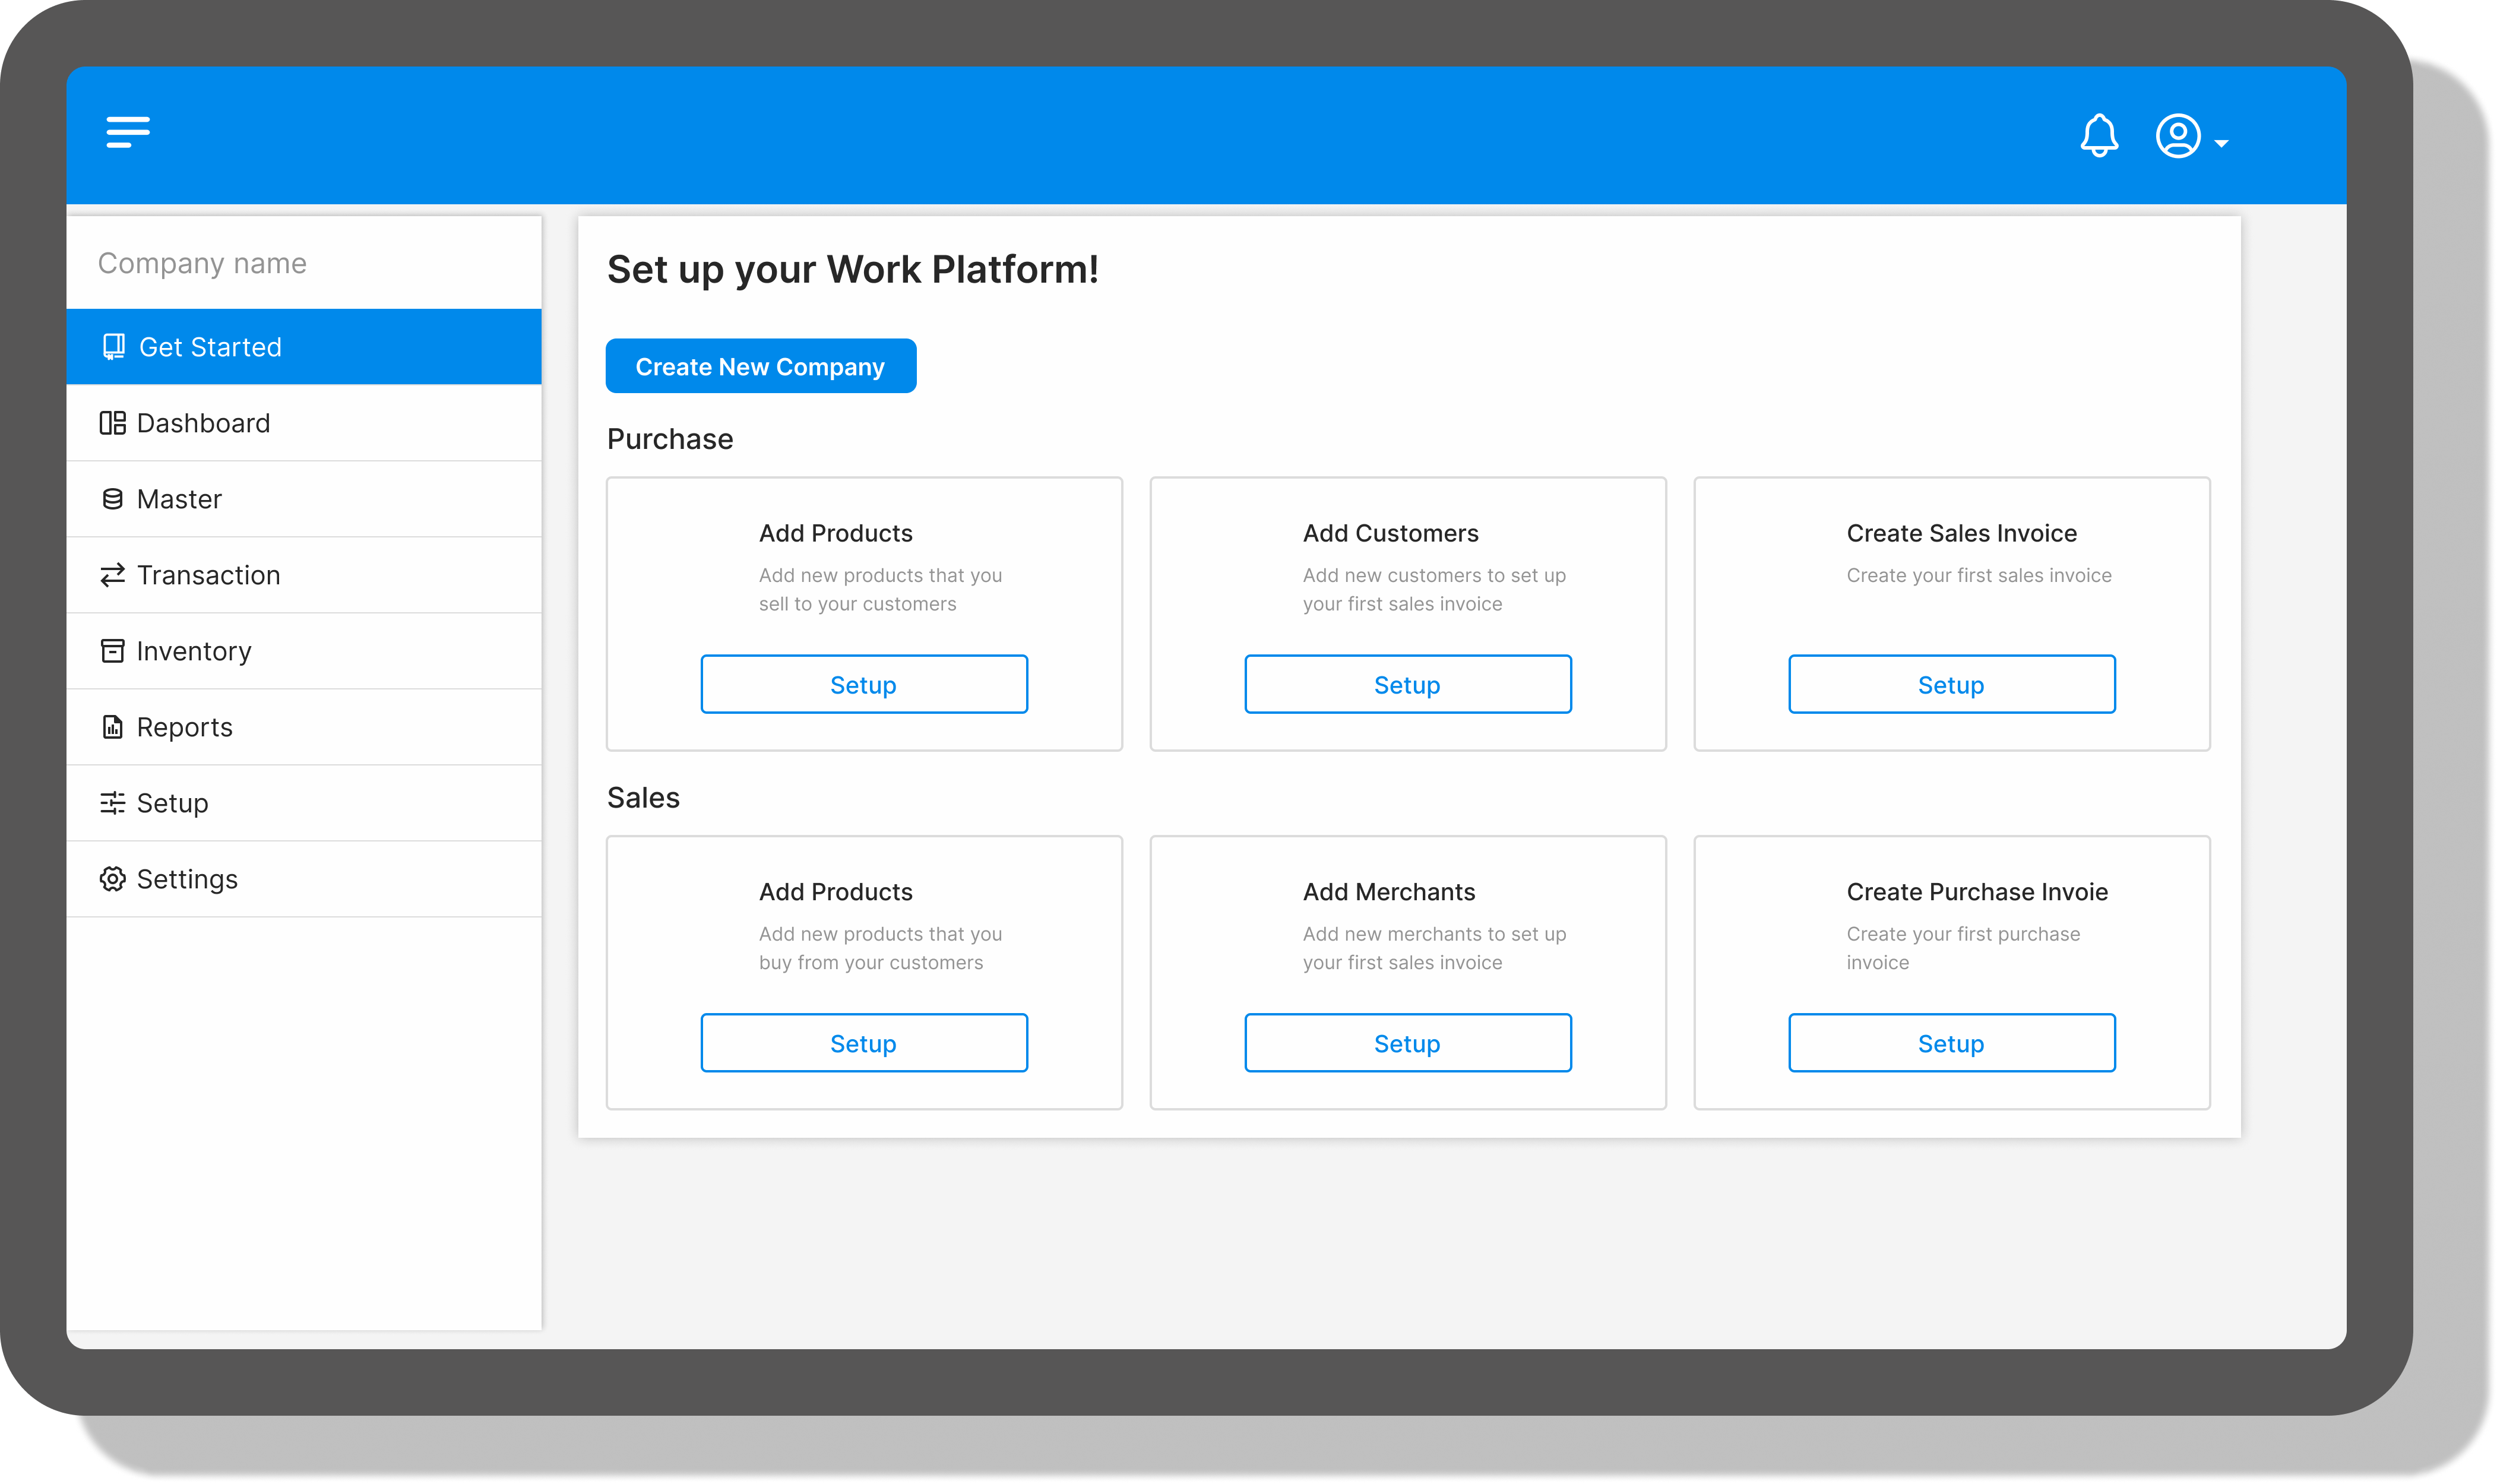 Company name
Get Started
Dashboard
Master
Transaction
Inventory
Reports
Setup
Settings
Set up your Work Platform!
Create New Company
Purchase
Add Products
Add new products that you
sell to your customers
Setup
Add Customers
Add new customers to set up
your first sales invoice
Setup
Create Sales Invoice
Create your first sales invoice
Setup
Sales
Add Products
Add new products that you
buy from your customers
Setup
Add Merchants
Add new merchants to set up
your first sales invoice
Setup
Create Purchase Invoie
Create your first purchase
invoice
Setup